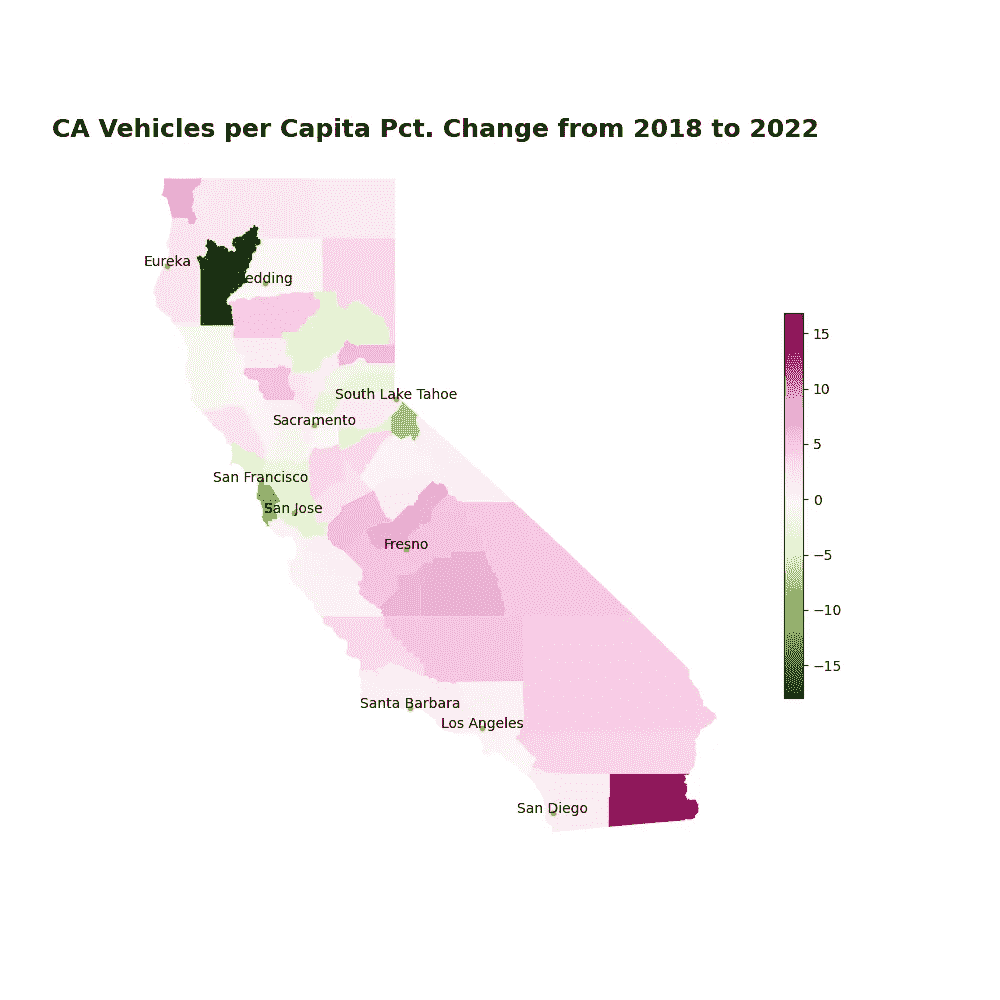 CA Vehicles per Capita Pct. Change from 2018 to 2022
Eureka
edding
South Lake Tahoe
Sacramento
San Francisco
San Jose
Fresno
Santa Barbara
Los Angeles
San Diego
15
10
5
0
−5
−10
−15